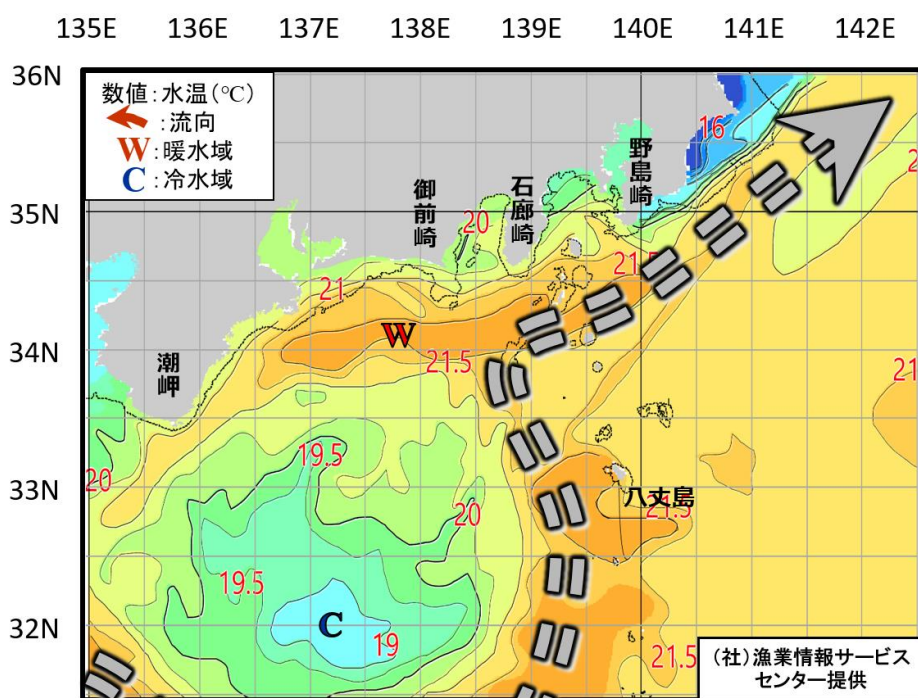 135E 136E 137E 138E 139E 140E 141E 142E
36N
数値:水温(℃)
:流向
W:暖水域
C:冷水域
16
野島崎
石廊崎
御前崎
35N
20
21.5
21
W
34N
21.5
潮岬
19.5
20
33N
八丈島
21.5
20
19.5
C
32N
19
21.5
(社)漁業情報サービス
センター提供